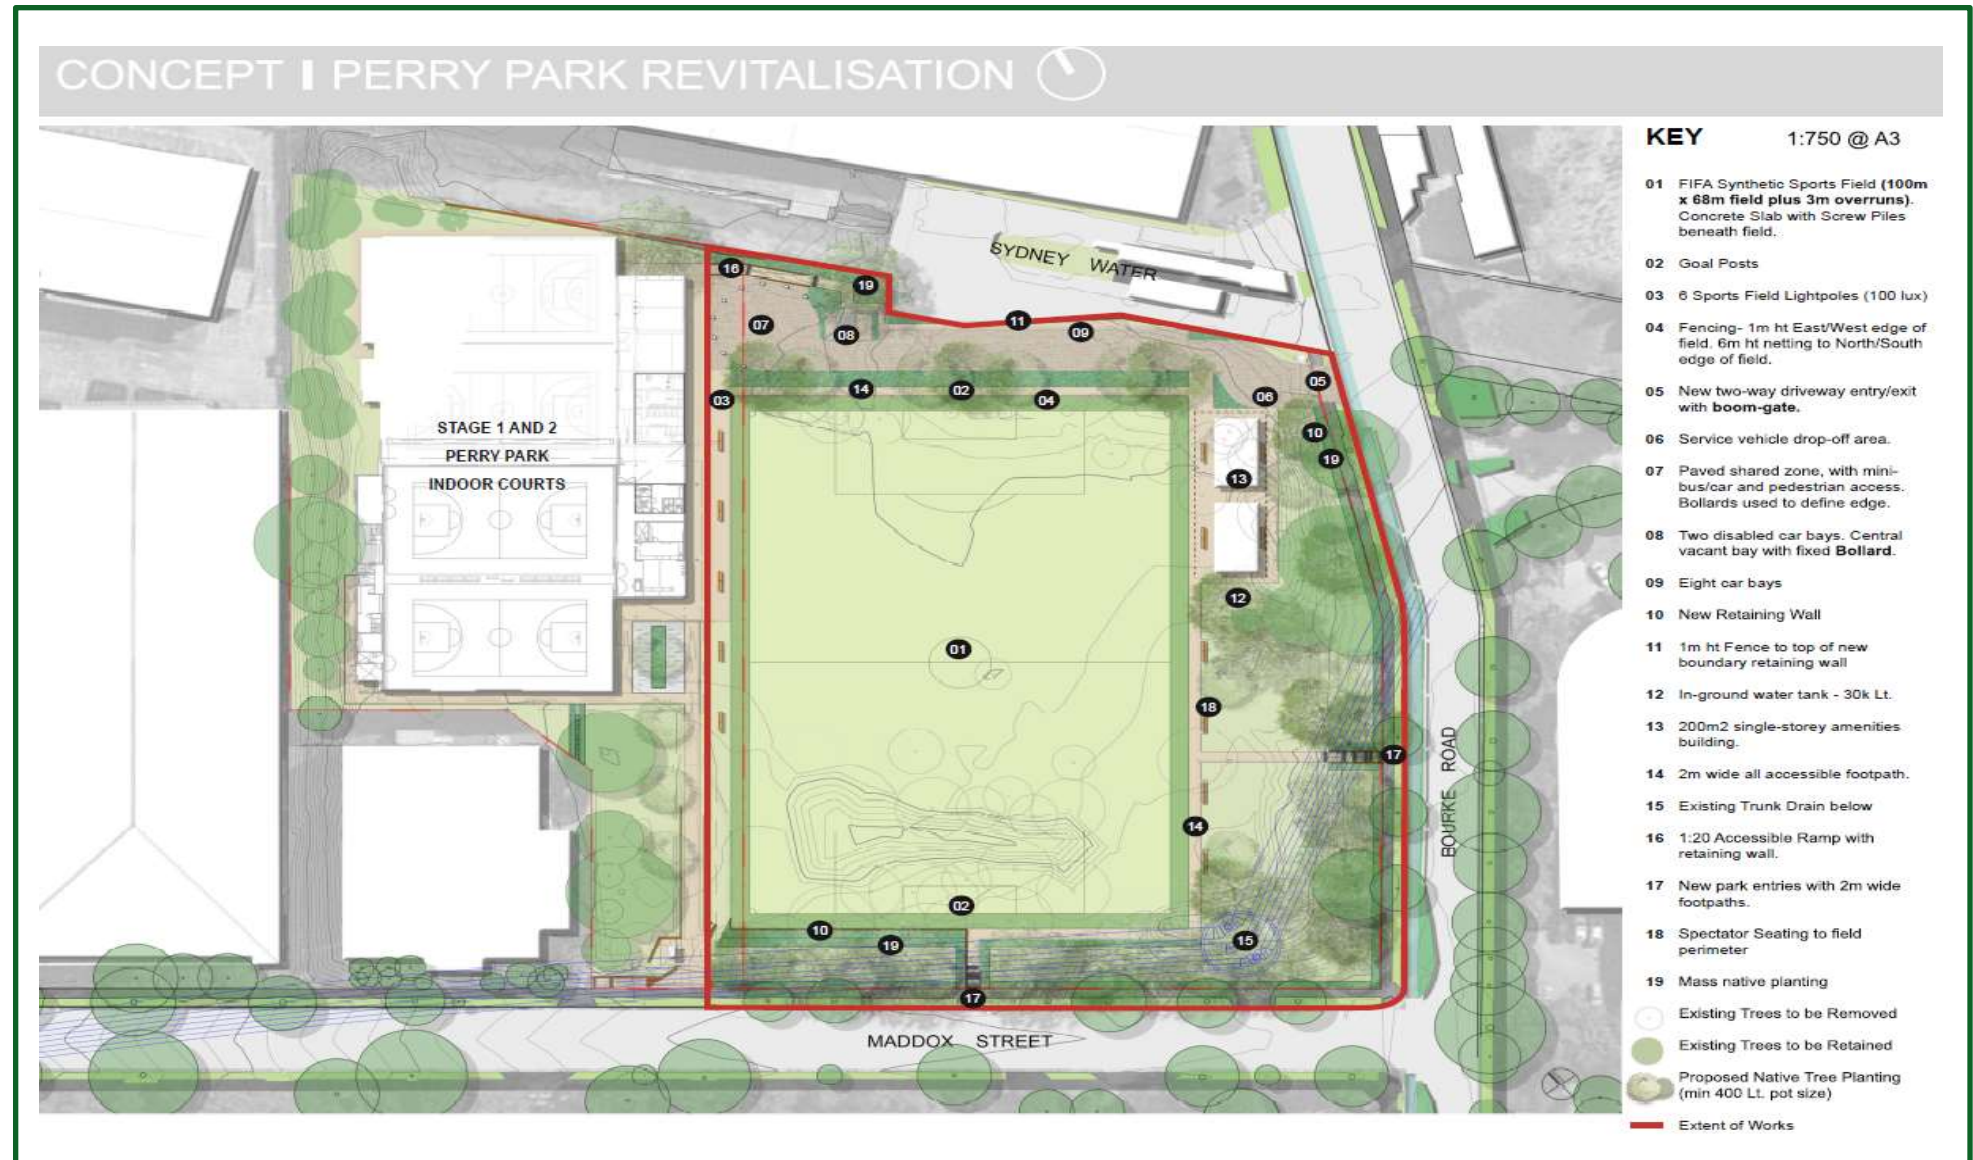 CONCEPT I PERRY PARK REVITALISATION
KEY 1:750 @ A3
01 FIFA Synthetic Sports Field (100m
x 68m field plus 3m overruns).
Concrete Slab with Screw Piles
beneath field.
02 Goal Posts
03 6 Sports Field Lightpoles (100 lux)
04 Fencing- 1m ht East/West edge of
field. 6m ht netting to North/South
edge of field.
05 New two-way driveway entry/exit
with boom-gate.
06 Service vehicle drop-off area.
07 Paved shared zone, with mini-
bus/car and pedestrian access.
Bollards used to define edge.
08 Two disabled car bays. Central
vacant bay with fixed Bollard.
09 Eight car bays
10 New Retaining Wall
11 1m ht Fence to top of new
boundary retaining wall
12 In-ground water tank - 30k Lt.
13 200m2 single-storey amenities
building.
14 2m wide all accessible footpath.
15 Existing Trunk Drain below
16 1:20 Accessible Ramp with
retaining wall.
17 New park entries with 2m wide
footpaths.
18 Spectator Seating to field
perimeter
19 Mass native planting
Existing Trees to be Removed
Existing Trees to be Retained
Proposed Native Tree Planting
(min 400 Lt. pot size)
Extent of Works
SYDNEY WATER
16
19
11
07
08
09
03
14
02
04
06
05
10
19
13
STAGE 1 AND 2
PERRY PARK
INDOOR COURTS
12
01
18
17
BOURKE ROAD
14
02
10
19
15
17
MADDOX STREET